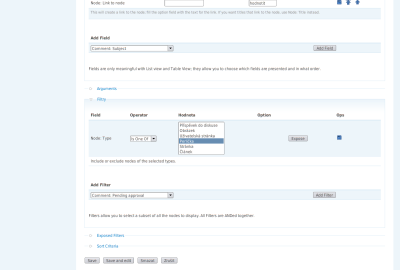 Node: Link to node
hodnota
This will create a link to the node; fill the option field with the text for the link. If you want titles that link to the node, use Node: Title instead.
Add Field
Comment: Subject
Add Field
Fields are only meaningful with List view and Table View; they allow you to choose which fields are presented and in what order.
Arguments
Filtry
Field Operator Hodnota Option Ops
Node: Type Is One Of Expose
Příspěvek do diskuse
Uživatelská stránka
Stránka
Článek
Include or exclude nodes of the selected types.
Add Filter
Comment: Pending approval
Add Filter
Filters allow you to select a subset of all the nodes to display. All Filters are ANDed together.
Exposed Filters
Sort Criteria
Save Save and edit Smazat Zrušit